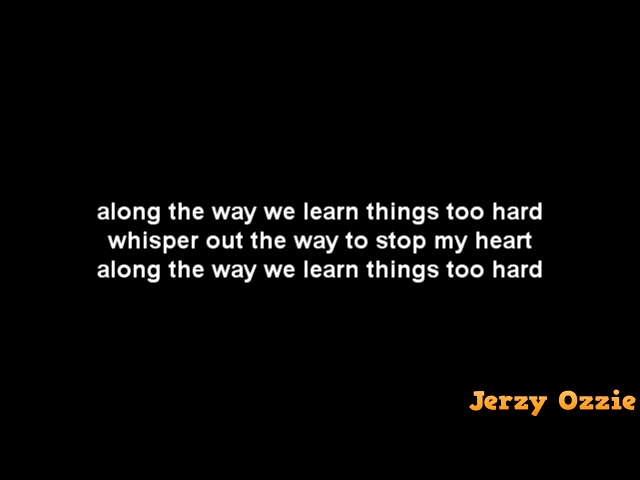 along the way we learn things too hard
whisper out the way to stop my heart
along the way we learn things too hard
Jerzy Ozzie